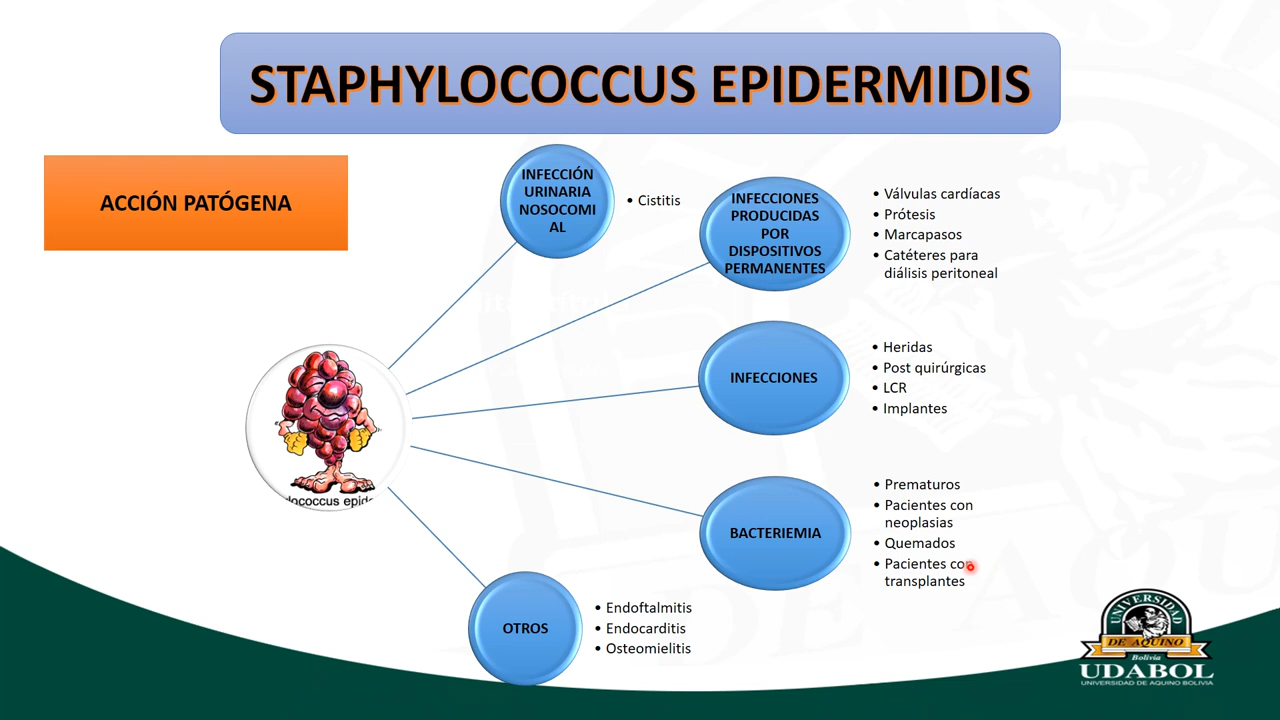 STAPHYLOCOCCUS EPIDERMIDIS
ACCIÓN PATÓGENA
INFECCIÓN
URINARIA
NOSOCOMI
AL
• Cistitis
INFECCIONES
PRODUCIDAS
POR
DISPOSITIVOS
PERMANENTES
• Válvulas cardíacas
• Prótesis
• Marcapasos
• Catéteres para
diálisis peritoneal
INFECCIONES
• Heridas
• Post quirúrgicas
• LCR
• Implantes
BACTERIEMIA
• Prematuros
• Pacientes con
neoplasias
• Quemados
• Pacientes con
transplantes
OTROS
• Endoftalmitis
• Endocarditis
• Osteomielitis
lococcus epide
UNIVERSIDAD
DE AQUINO
Bolivia
UDABOL
UNIVERSIDAD DE AQUINO BOLIVIA